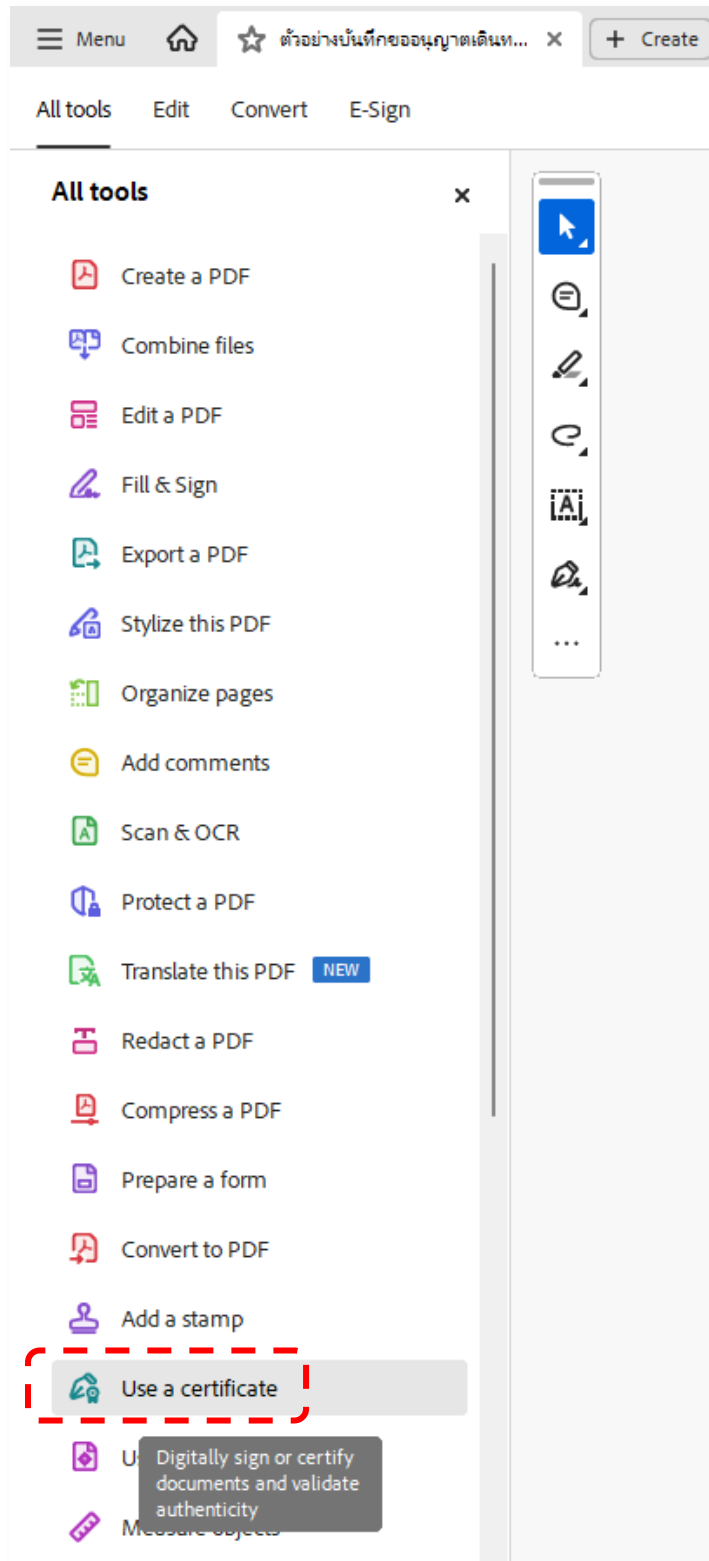 Menu
ตัวอย่างบันทึกขออนุญาตเดินท...
Create
All tools Edit Convert E-Sign
All tools
Create a PDF
Combine files
Edit a PDF
Fill & Sign
Export a PDF
Stylize this PDF
Organize pages
Add comments
Scan & OCR
Protect a PDF
Translate this PDF NEW
Redact a PDF
Compress a PDF
Prepare a form
Convert to PDF
Add a stamp
Use a certificate
Digitally sign or certify
documents and validate
authenticity